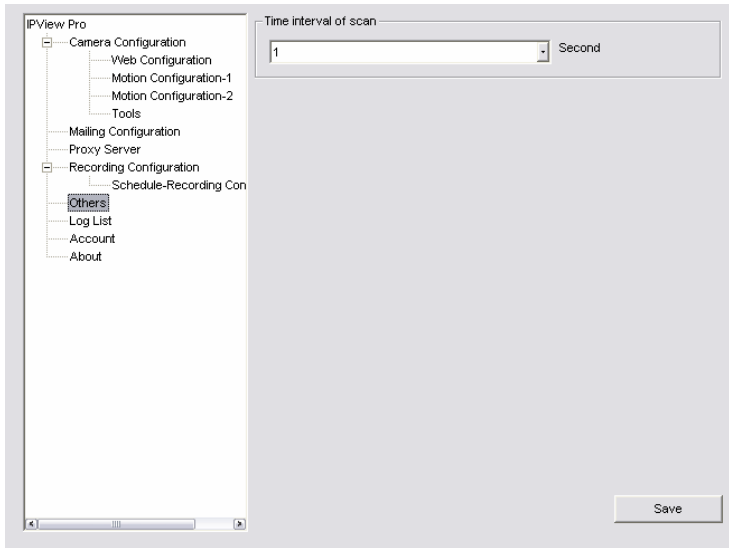 IPView Pro
Camera Configuration
Web Configuration
Motion Configuration-1
Motion Configuration-2
Tools
Mailing Configuration
Proxy Server
Recording Configuration
Schedule-Recording Con
Others
Log List
Account
About
Time interval of scan
1 Second
Save